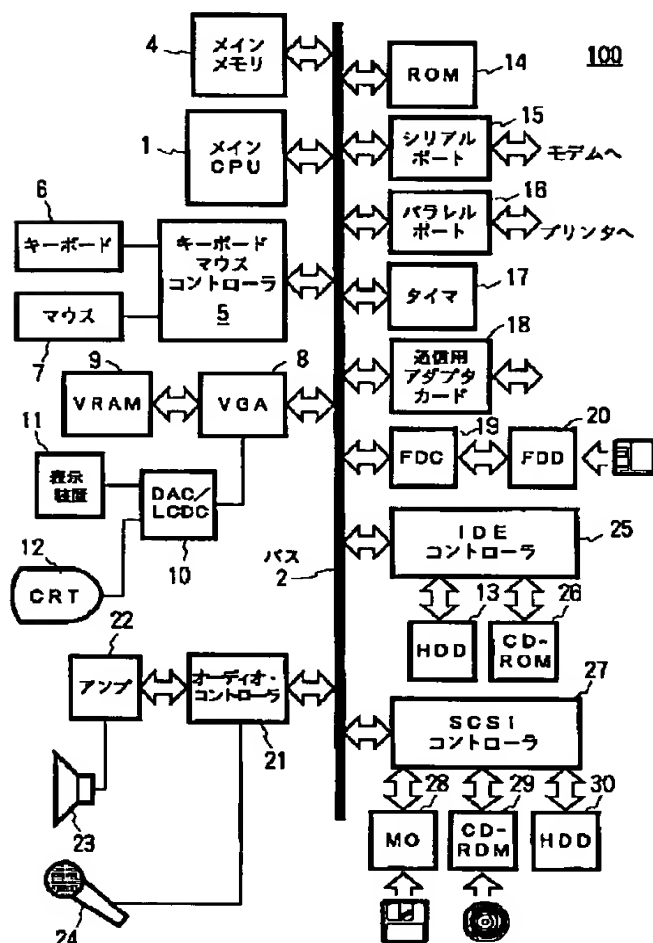 100
4
メイン
メモリ
ROM
14
1
メイン
CPU
15
シリアル
ポート
モデムへ
6
キーボード
キーボード
マウス
コントローラ
5
16
パラレル
ポート
プリンタへ
マウス
7
タイマ
17
18
通信用
アダプタ
カード
9
VRAM
8
VGA
19
FDC
20
FDD
11
表示
装置
DAC/
LCDC
10
12
CRT
バス
2
IDE
コントローラ
25
13
HDD
26
CD-
ROM
22
アンプ
オーディオ・
コントローラ
21
27
SCSI
コントローラ
23
24
28
MO
29
CD-
RDM
30
HDD